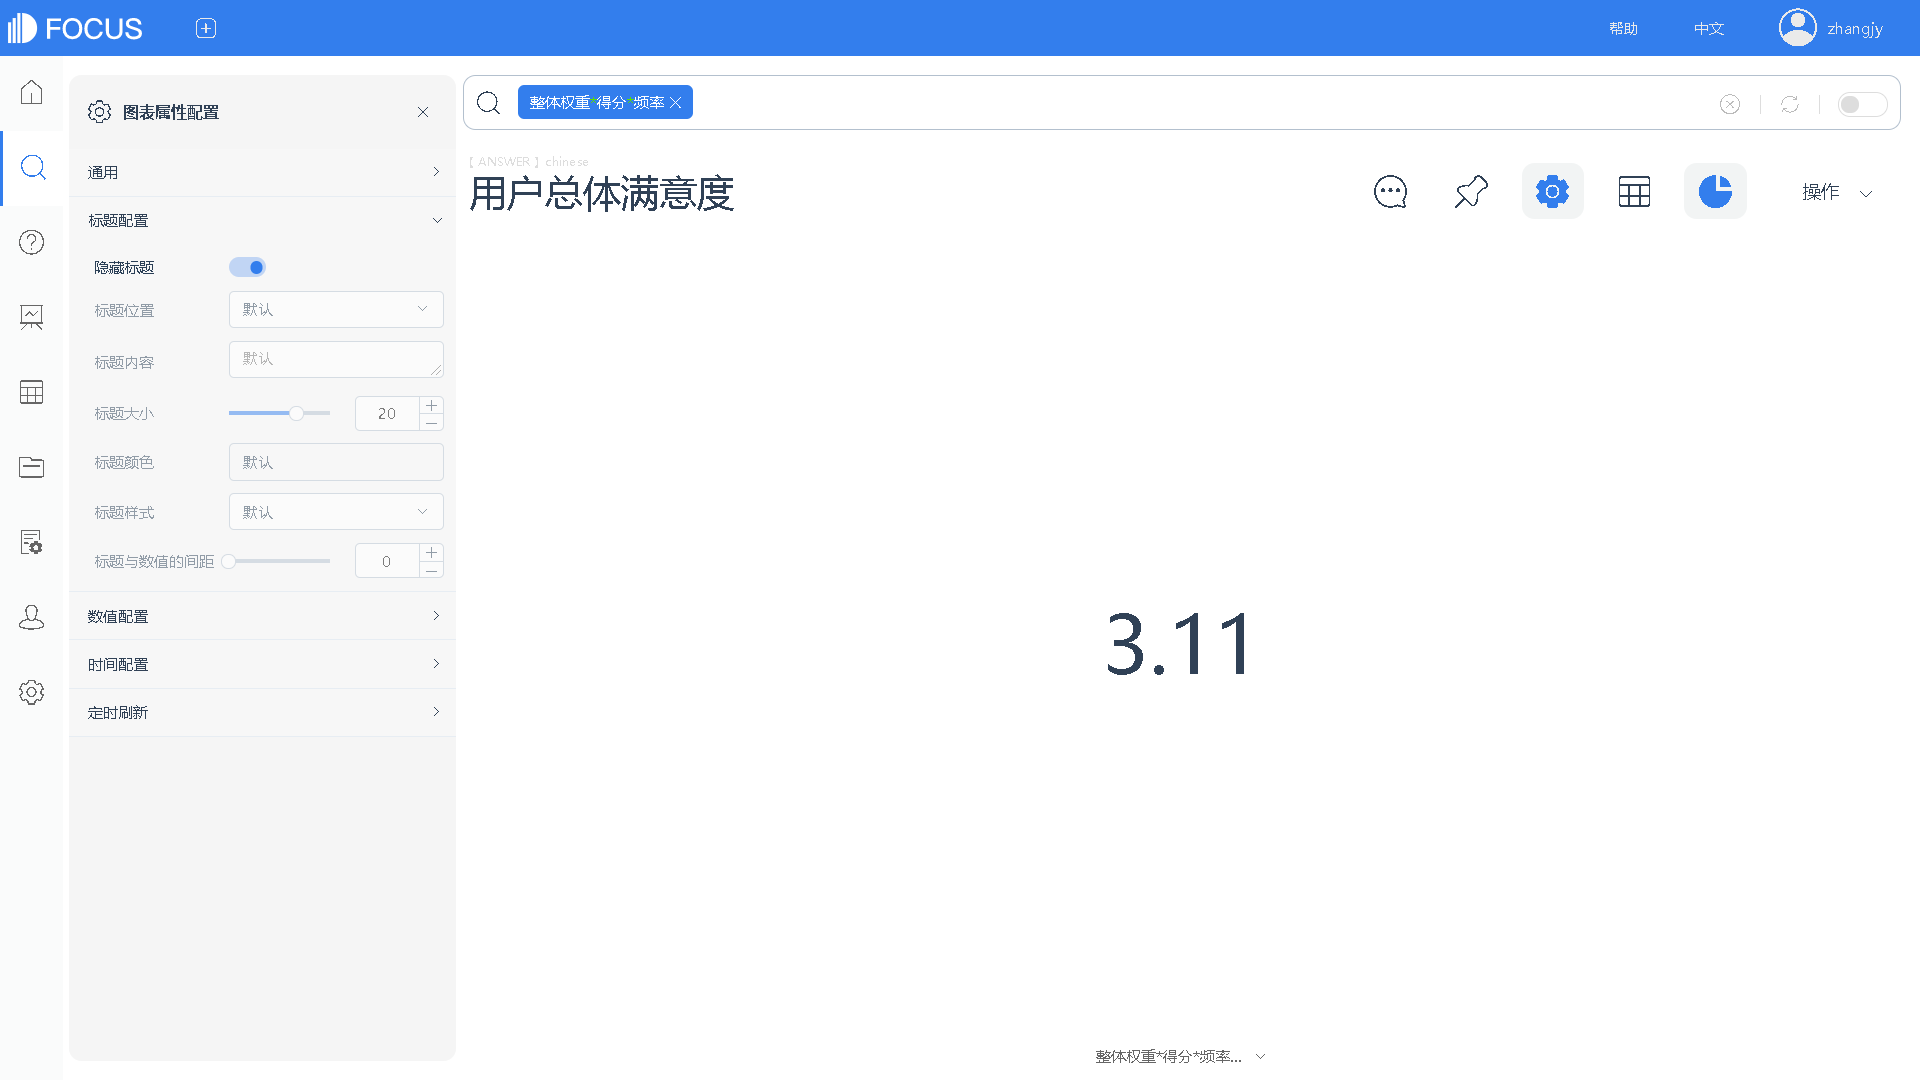 FOCUS
帮助
中文
zhangjy
图表属性配置
整体权重*得分*频率
【 ANSWER 】chinese
用户总体满意度
操作
通用
标题配置
隐藏标题
标题位置
默认
标题内容
默认
标题大小
20
标题颜色
默认
标题样式
默认
标题与数值的间距
0
数值配置
时间配置
定时刷新
3.11
整体权重*得分*频率...